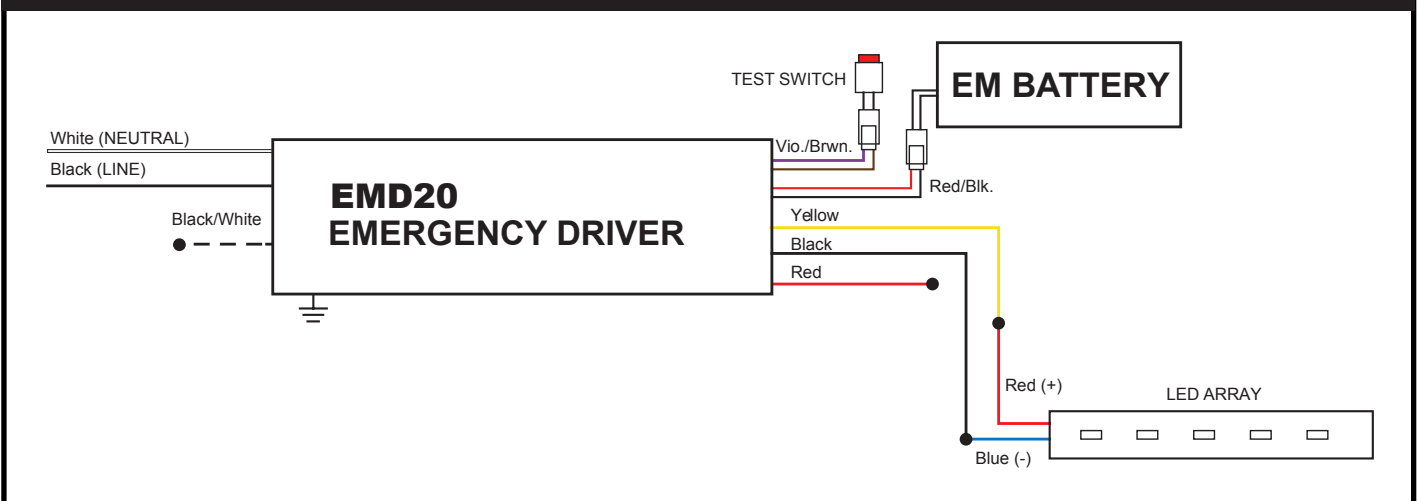 TEST SWITCH
EM BATTERY
White (NEUTRAL)
Black (LINE)
Black/White
EMD20
EMERGENCY DRIVER
Vio./Brwn.
Red/Blk.
Yellow
Black
Red
Red (+)
LED ARRAY
Blue (-)